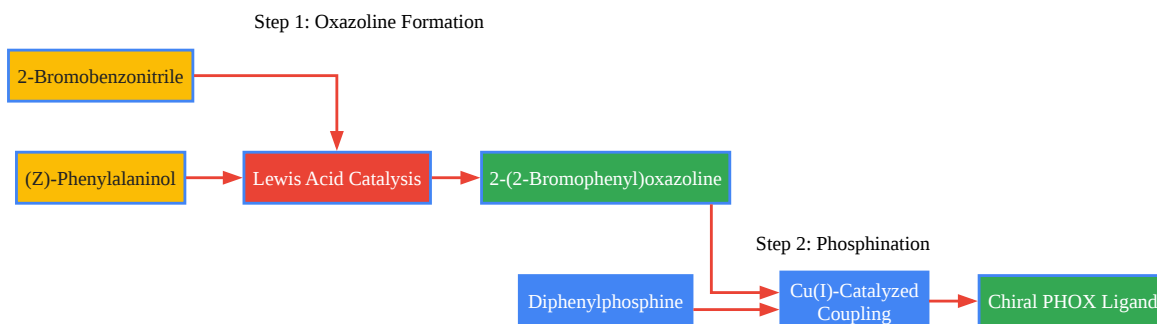 Step 1: Oxazoline Formation
2-Bromobenzonitrile
(Z)-Phenylalaninol
Lewis Acid Catalysis
2-(2-Bromophenyl)oxazoline
Step 2: Phosphination
Diphenylphosphine
Cu(I)-Catalyzed
Coupling
Chiral PHOX Ligand